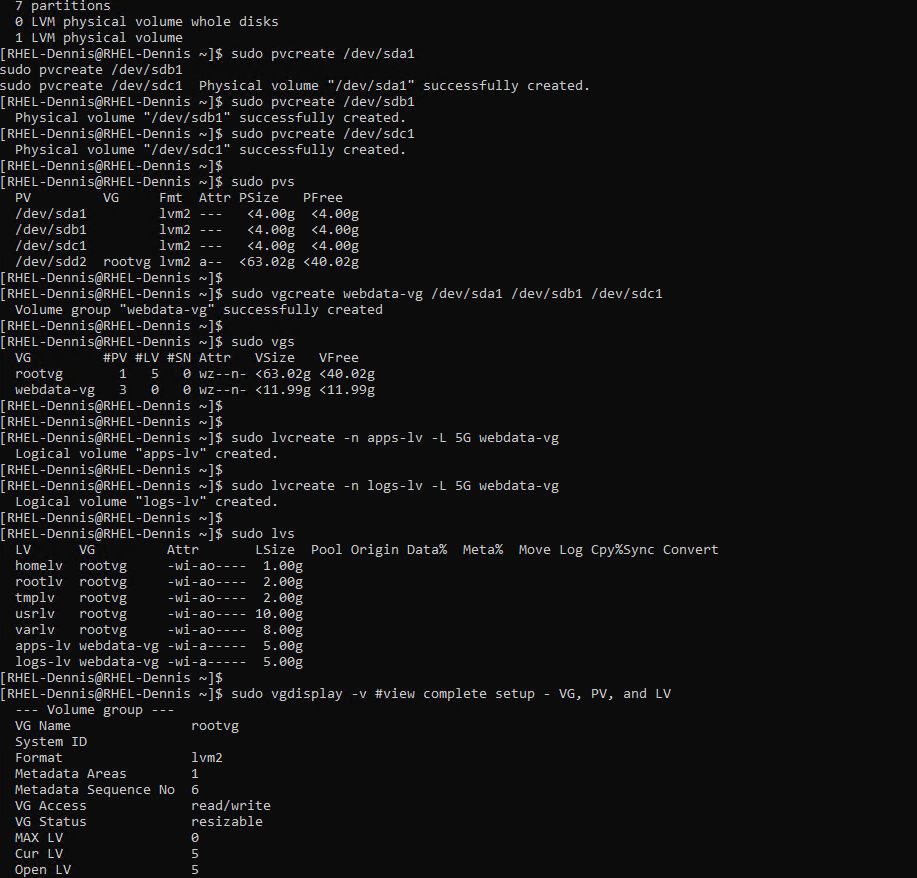 7 partitions
  0 LVM physical volume whole disks
  1 LVM physical volume
[RHEL-Dennis@RHEL-Dennis ~]$ sudo pvcreate /dev/sda1
sudo pvcreate /dev/sdb1
sudo pvcreate /dev/sdc1  Physical volume "/dev/sda1" successfully created.
[RHEL-Dennis@RHEL-Dennis ~]$ sudo pvcreate /dev/sdb1
  Physical volume "/dev/sdb1" successfully created.
[RHEL-Dennis@RHEL-Dennis ~]$ sudo pvcreate /dev/sdc1
  Physical volume "/dev/sdc1" successfully created.
[RHEL-Dennis@RHEL-Dennis ~]$
[RHEL-Dennis@RHEL-Dennis ~]$ sudo pvs
  PV         VG     Fmt  Attr PSize   PFree
  /dev/sda1         lvm2 ---   <4.00g  <4.00g
  /dev/sdb1         lvm2 ---   <4.00g  <4.00g
  /dev/sdc1         lvm2 ---   <4.00g  <4.00g
  /dev/sdd2  rootvg lvm2 a--  <63.02g <40.02g
[RHEL-Dennis@RHEL-Dennis ~]$
[RHEL-Dennis@RHEL-Dennis ~]$ sudo vgcreate webdata-vg /dev/sda1 /dev/sdb1 /dev/sdc1
  Volume group "webdata-vg" successfully created
[RHEL-Dennis@RHEL-Dennis ~]$
[RHEL-Dennis@RHEL-Dennis ~]$ sudo vgs
  VG         #PV #LV #SN Attr   VSize   VFree
  rootvg       1   5   0 wz--n- <63.02g <40.02g
  webdata-vg   3   0   0 wz--n- <11.99g <11.99g
[RHEL-Dennis@RHEL-Dennis ~]$
[RHEL-Dennis@RHEL-Dennis ~]$
[RHEL-Dennis@RHEL-Dennis ~]$ sudo lvcreate -n apps-lv -L 5G webdata-vg
  Logical volume "apps-lv" created.
[RHEL-Dennis@RHEL-Dennis ~]$
[RHEL-Dennis@RHEL-Dennis ~]$ sudo lvcreate -n logs-lv -L 5G webdata-vg
  Logical volume "logs-lv" created.
[RHEL-Dennis@RHEL-Dennis ~]$
[RHEL-Dennis@RHEL-Dennis ~]$ sudo lvs
  LV      VG         Attr       LSize  Pool Origin Data%  Meta%  Move Log Cpy%Sync Convert
  homelv  rootvg     -wi-ao----  1.00g
  rootlv  rootvg     -wi-ao----  2.00g
  tmplv   rootvg     -wi-ao----  2.00g
  usrlv   rootvg     -wi-ao---- 10.00g
  varlv   rootvg     -wi-ao----  8.00g
  apps-lv webdata-vg -wi-a-----  5.00g
  logs-lv webdata-vg -wi-a-----  5.00g
[RHEL-Dennis@RHEL-Dennis ~]$
[RHEL-Dennis@RHEL-Dennis ~]$ sudo vgdisplay -v #view complete setup - VG, PV, and LV
  --- Volume group ---
  VG Name               rootvg
  System ID
  Format                lvm2
  Metadata Areas        1
  Metadata Sequence No  6
  VG Access             read/write
  VG Status             resizable
  MAX LV                0
  Cur LV                5
  Open LV               5